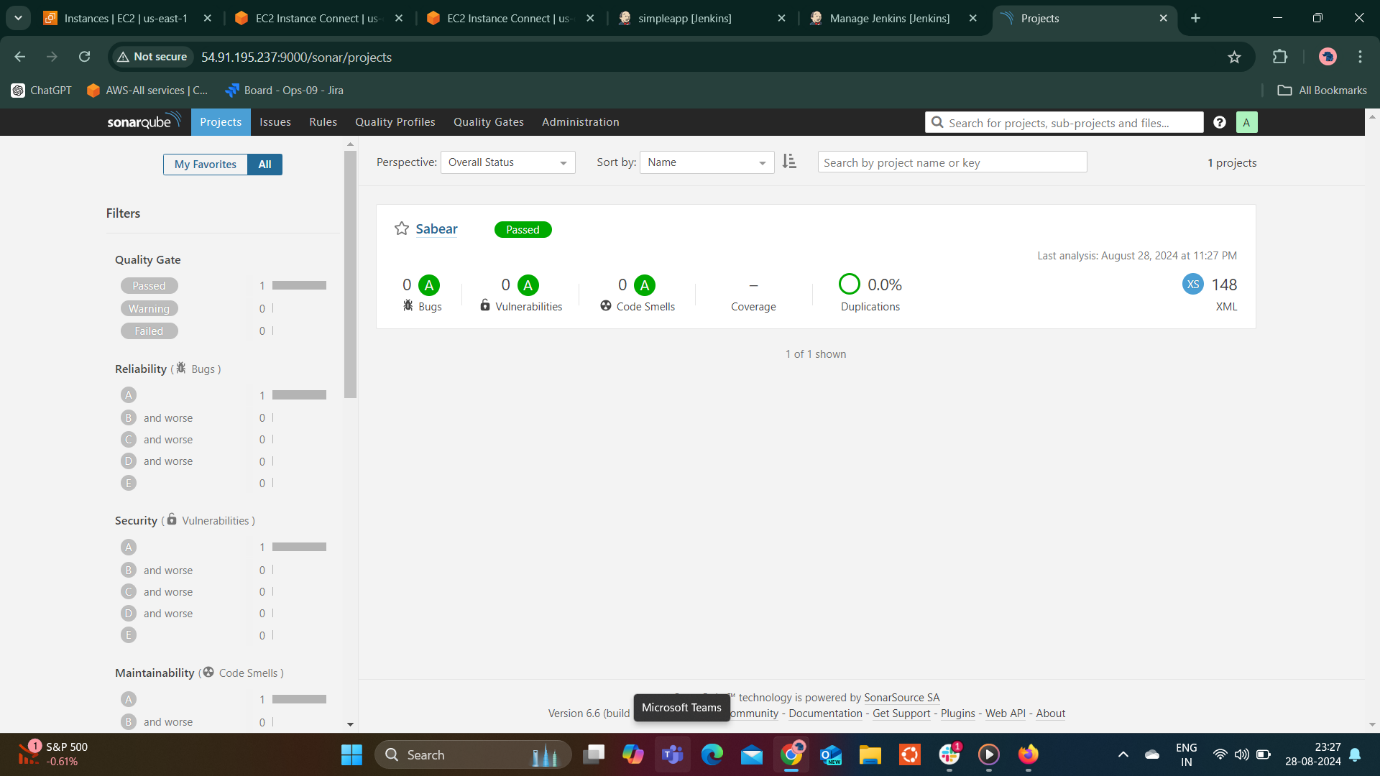 Instances | EC2 | us-east-1
EC2 Instance Connect | us-
EC2 Instance Connect | us-
simpleapp [Jenkins]
Manage Jenkins [Jenkins]
Projects
Not secure
54.91.195.237:9000/sonar/projects
ChatGPT
AWS-All services | C...
Board - Ops-09 - Jira
All Bookmarks
sonarqube
Projects
Issues
Rules
Quality Profiles
Quality Gates
Administration
Search for projects, sub-projects and files...
?
A
My Favorites
All
Perspective:
Overall Status
Sort by:
Name
Search by project name or key
1 projects
Filters
Quality Gate
Passed 1
Warning 0
Failed 0
Reliability ( Bugs )
A 1
B and worse 0
C and worse 0
D and worse 0
E 0
Security ( Vulnerabilities )
A 1
B and worse 0
C and worse 0
D and worse 0
E 0
Maintainability ( Code Smells )
A 1
B and worse 0
Sabear
Passed
Last analysis: August 28, 2024 at 11:27 PM
0 A
Bugs
0 A
Vulnerabilities
0 A
Code Smells
–
Coverage
0.0%
Duplications
XS 148
XML
1 of 1 shown
technology is powered by SonarSource SA
Version 6.6 (build
ommunity - Documentation - Get Support - Plugins - Web API - About
Microsoft Teams
1
S&P 500
-0.61%
Search
NEW
1
ENG
IN
23:27
28-08-2024